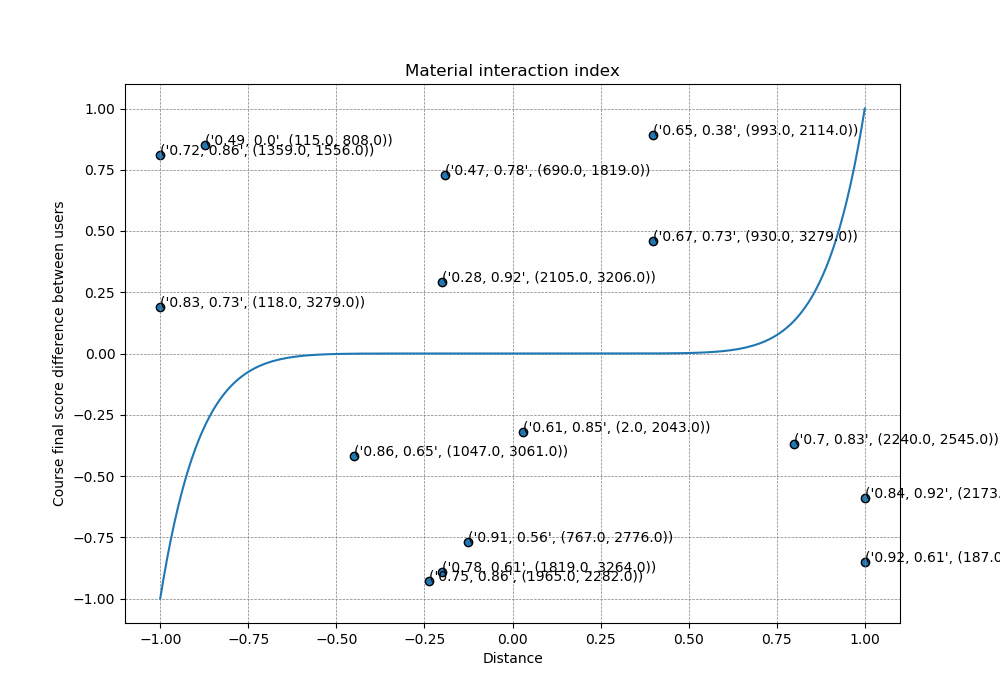 Material interaction index
Course final score difference between users
1.00
0.75
0.50
0.25
0.00
−0.25
−0.50
−0.75
−1.00
('0.65, 0.38', (993.0, 2114.0))
('0.49, 0.0', (115.0, 808.0))
('0.72, 0.86', (1359.0, 1556.0))
('0.47, 0.78', (690.0, 1819.0))
('0.67, 0.73', (930.0, 3279.0))
('0.28, 0.92', (2105.0, 3206.0))
('0.83, 0.73', (118.0, 3279.0))
('0.61, 0.85', (2.0, 2043.0))
('0.7, 0.83', (2240.0, 2545.0))
('0.86, 0.65', (1047.0, 3061.0))
('0.84, 0.92', (2173.
('0.91, 0.56', (767.0, 2776.0))
('0.92, 0.61', (187.0
('0.78, 0.61', (1819.0, 3264.0))
('0.75, 0.86', (1965.0, 2282.0))
−1.00 −0.75 −0.50 −0.25 0.00 0.25 0.50 0.75 1.00
Distance